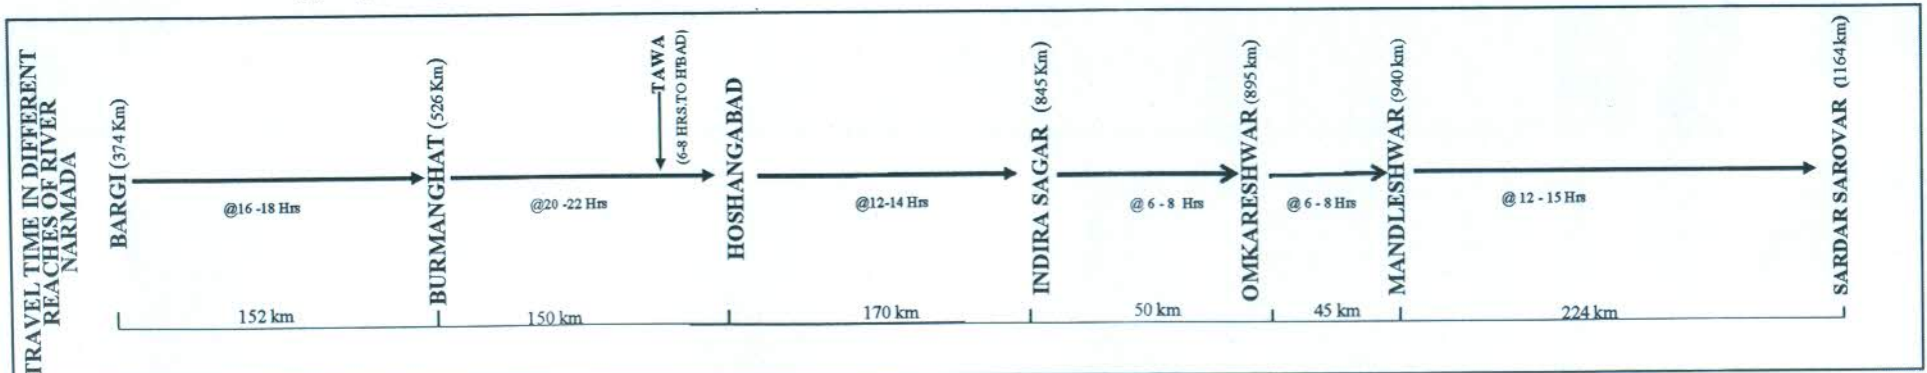 TRAVEL TIME IN DIFFERENT
REACHES OF RIVER
NARMADA
BARGI (374 Km)
@16 -18 Hrs
BURMANGHAT (526 Km)
@20 -22 Hrs
TAWA
(6-8 HRS.TO H'BAD)
HOSHANGABAD
@12-14 Hrs
INDIRA SAGAR (845 Km)
@ 6 - 8 Hrs
OMKARESHWAR (895 km)
@ 6 - 8 Hrs
MANDLESHWAR (940 km)
@ 12 - 15 Hrs
SARDAR SAROVAR (1164 km)
152 km
150 km
170 km
50 km
45 km
224 km